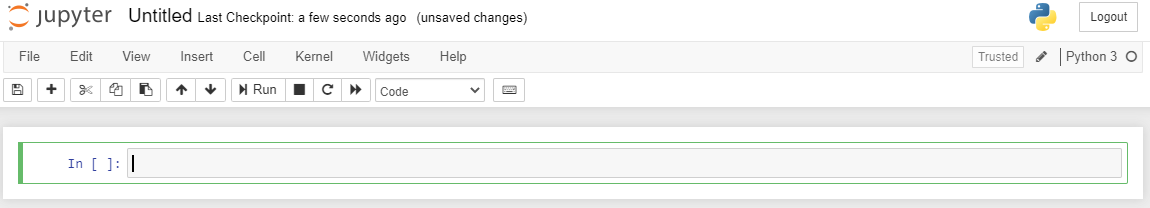 jupyter Untitled Last Checkpoint: a few seconds ago (unsaved changes) Logout
File Edit View Insert Cell Kernel Widgets Help Trusted Python 3
Run Code
In [ ]: